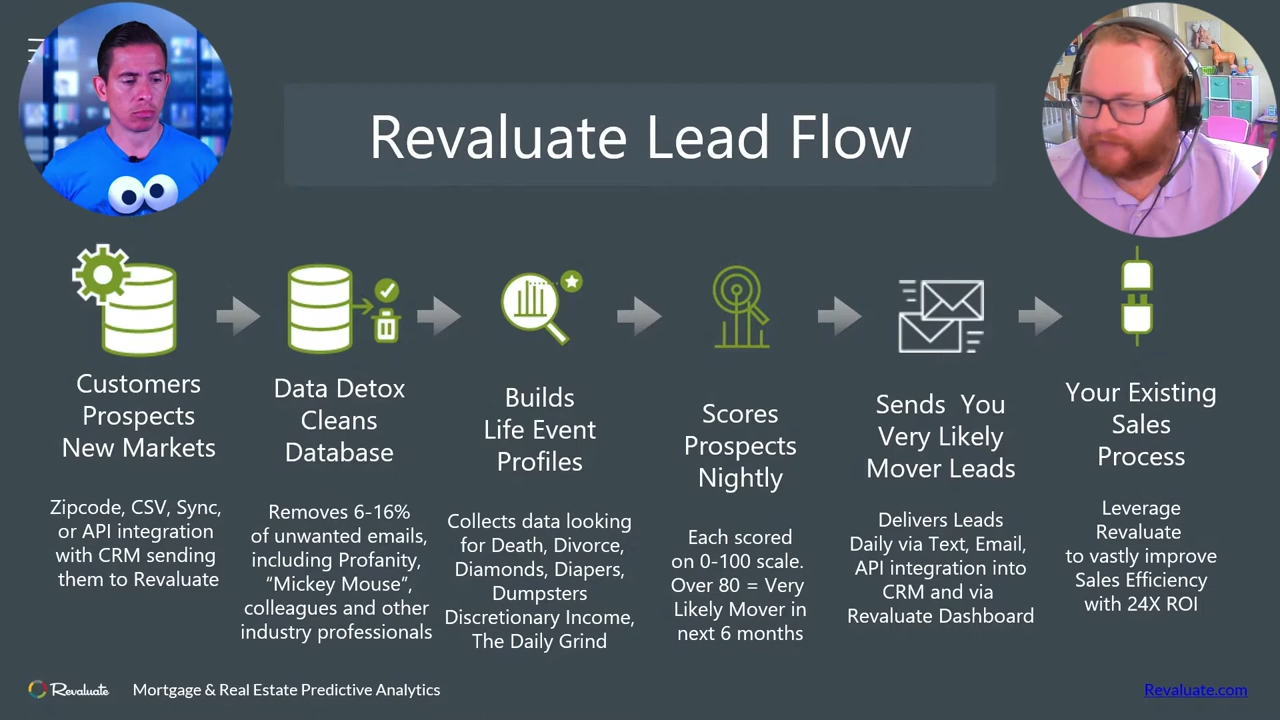 Revaluate Lead Flow
Customers
Prospects
New Markets
Zipcode, CSV, Sync,
or API integration
with CRM sending
them to Revaluate
Data Detox
Cleans
Database
Removes 6-16%
of unwanted emails,
including Profanity,
“Mickey Mouse”,
colleagues and other
industry professionals
Builds
Life Event
Profiles
Collects data looking
for Death, Divorce,
Diamonds, Diapers,
Dumpsters
Discretionary Income,
The Daily Grind
Scores
Prospects
Nightly
Each scored
on 0-100 scale.
Over 80 = Very
Likely Mover in
next 6 months
Sends You
Very Likely
Mover Leads
Delivers Leads
Daily via Text, Email,
API integration into
CRM and via
Revaluate Dashboard
Your Existing
Sales
Process
Leverage
Revaluate
to vastly improve
Sales Efficiency
with 24X ROI
Revaluate
Mortgage & Real Estate Predictive Analytics
Revaluate.com